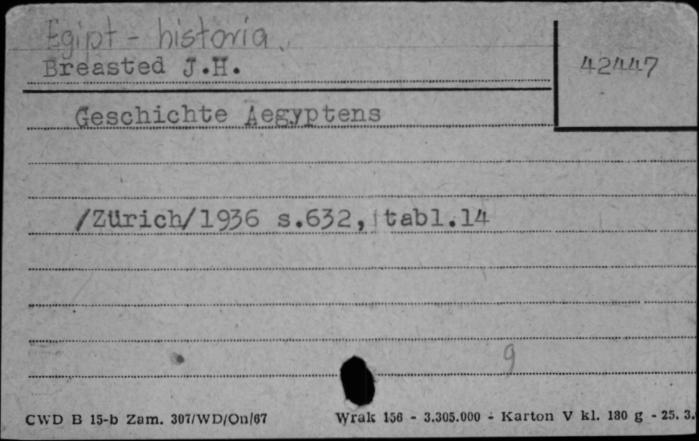 Egipt - historia.
Breasted J.H.
42447
Geschichte Aegyptens
/Zürich/1936 s.632, tabl.14
9
CWD B 15-b Zam. 307/WD/On/67 Wrak 156 - 3.305.000 - Karton V kl. 180 g - 25. 3.